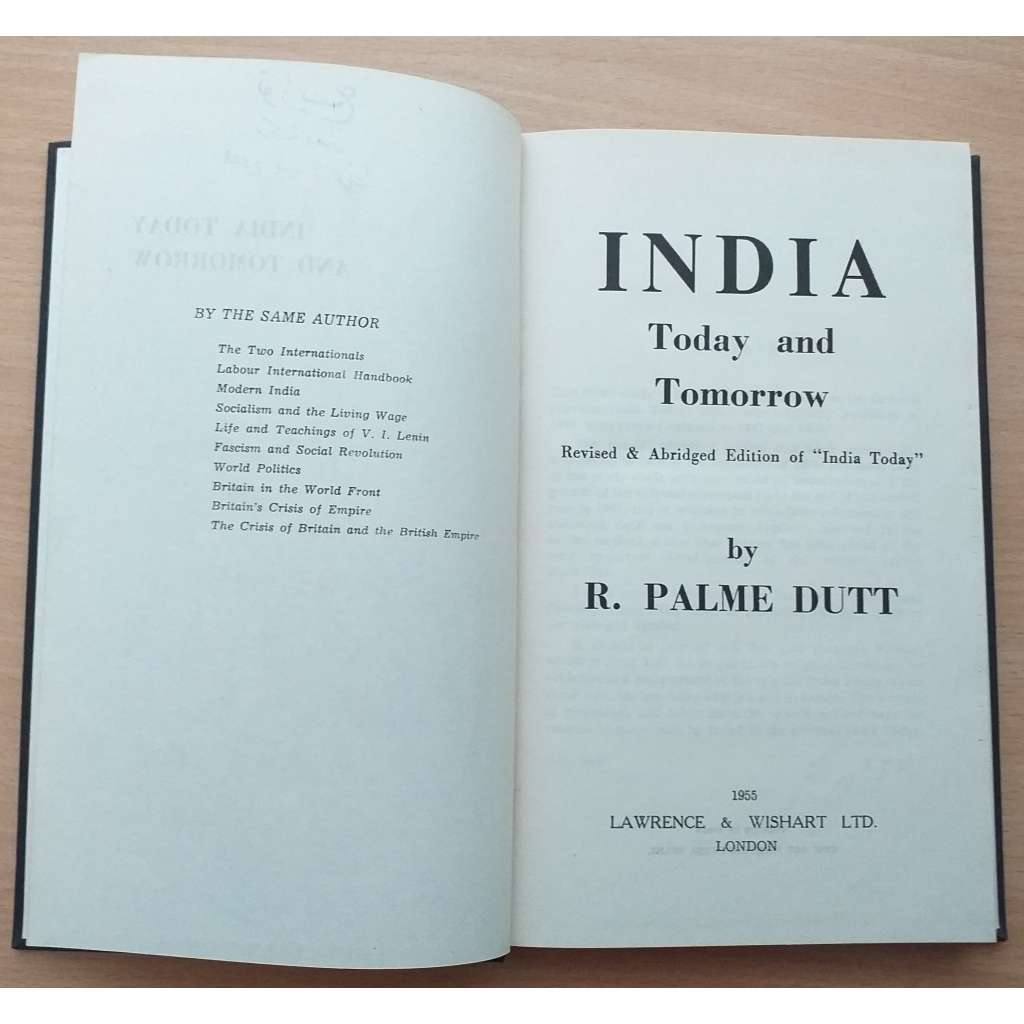 BY THE SAME AUTHOR
The Two Internationals
Labour International Handbook
Modern India
Socialism and the Living Wage
Life and Teachings of V. I. Lenin
Fascism and Social Revolution
World Politics
Britain in the World Front
Britain's Crisis of Empire
The Crisis of Britain and the British Empire
INDIA
Today and
Tomorrow
Revised & Abridged Edition of "India Today"
by
R. PALME DUTT
1955
LAWRENCE & WISHART LTD.
LONDON